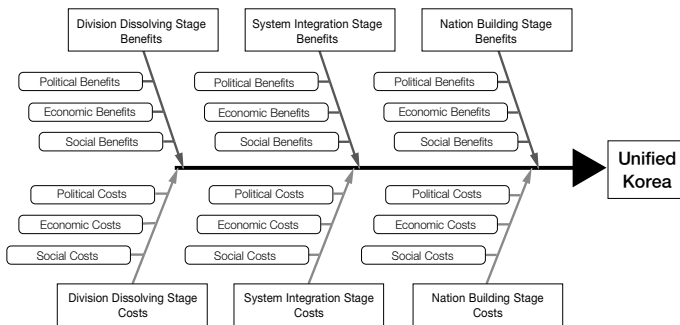 Division Dissolving Stage
Benefits
System Integration Stage
Benefits
Nation Building Stage
Benefits
Political Benefits
Political Benefits
Political Benefits
Economic Benefits
Economic Benefits
Economic Benefits
Social Benefits
Social Benefits
Social Benefits
Unified
Korea
Political Costs
Political Costs
Political Costs
Economic Costs
Economic Costs
Economic Costs
Social Costs
Social Costs
Social Costs
Division Dissolving Stage
Costs
System Integration Stage
Costs
Nation Building Stage
Costs